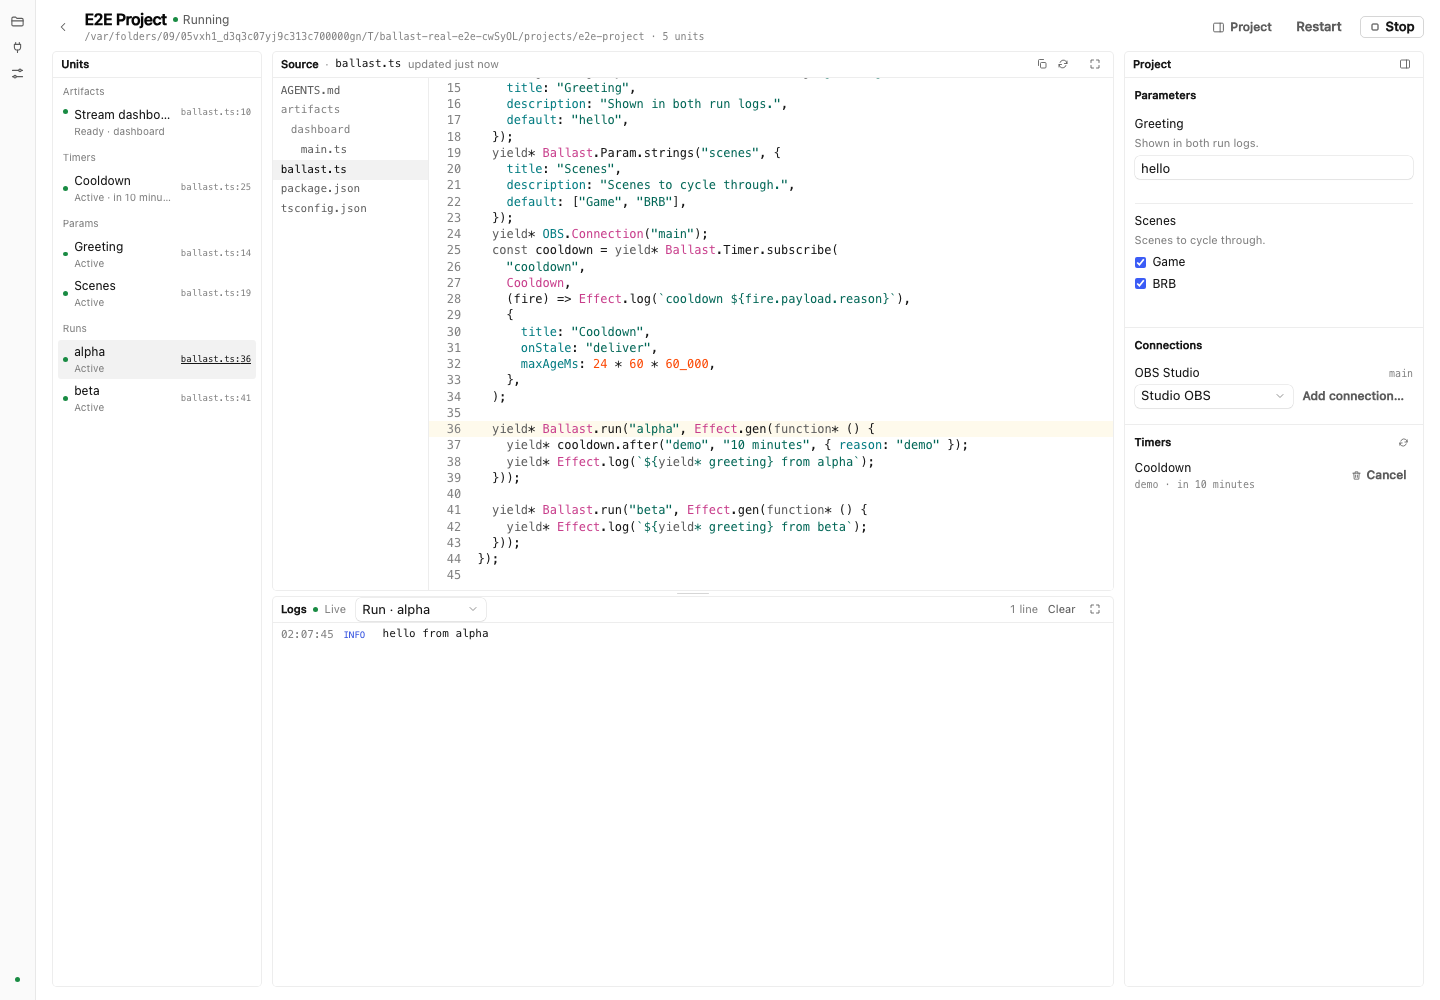 E2E Project Running
/var/folders/09/05vxh1_d3q3c07yj9c313c700000gn/T/ballast-real-e2e-cwSyOL/projects/e2e-project · 5 units
Project
Restart
Stop
Units
Artifacts
Stream dashbo... ballast.ts:10
Ready · dashboard
Timers
Cooldown ballast.ts:25
Active · in 10 minu...
Params
Greeting ballast.ts:14
Active
Scenes ballast.ts:19
Active
Runs
alpha ballast.ts:36
Active
beta ballast.ts:41
Active
Source · ballast.ts updated just now
AGENTS.md
artifacts
dashboard
main.ts
ballast.ts
package.json
tsconfig.json
15 title: "Greeting",
16 description: "Shown in both run logs.",
17 default: "hello",
18 });
19 yield* Ballast.Param.strings("scenes", {
20 title: "Scenes",
21 description: "Scenes to cycle through.",
22 default: ["Game", "BRB"],
23 });
24 yield* OBS.Connection("main");
25 const cooldown = yield* Ballast.Timer.subscribe(
26 "cooldown",
27 Cooldown,
28 (fire) => Effect.log(`cooldown ${fire.payload.reason}`),
29 {
30 title: "Cooldown",
31 onStale: "deliver",
32 maxAgeMs: 24 * 60 * 60_000,
33 },
34 );
35
36 yield* Ballast.run("alpha", Effect.gen(function* () {
37 yield* cooldown.after("demo", "10 minutes", { reason: "demo" });
38 yield* Effect.log(`${yield* greeting} from alpha`);
39 }));
40
41 yield* Ballast.run("beta", Effect.gen(function* () {
42 yield* Effect.log(`${yield* greeting} from beta`);
43 }));
44 });
45
Logs Live Run · alpha 1 line Clear
02:07:45 INFO hello from alpha
Project
Parameters
Greeting
Shown in both run logs.
hello
Scenes
Scenes to cycle through.
Game
BRB
Connections
OBS Studio main
Studio OBS Add connection...
Timers
Cooldown
demo · in 10 minutes
Cancel